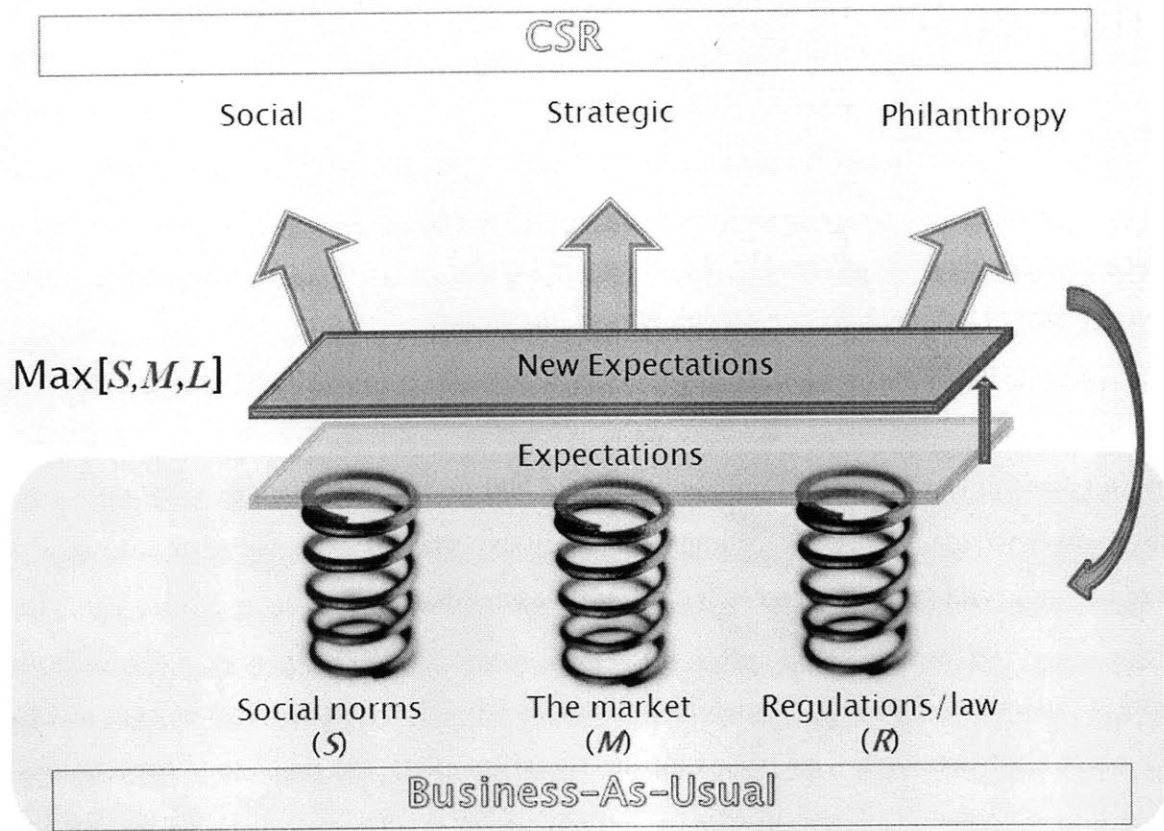 CSR
Social Strategic Philanthropy
New Expectations
Max[S,M,L]
Expectations
Social norms The market Regulations/law
(S) (M) (R)
Business-As-Usual